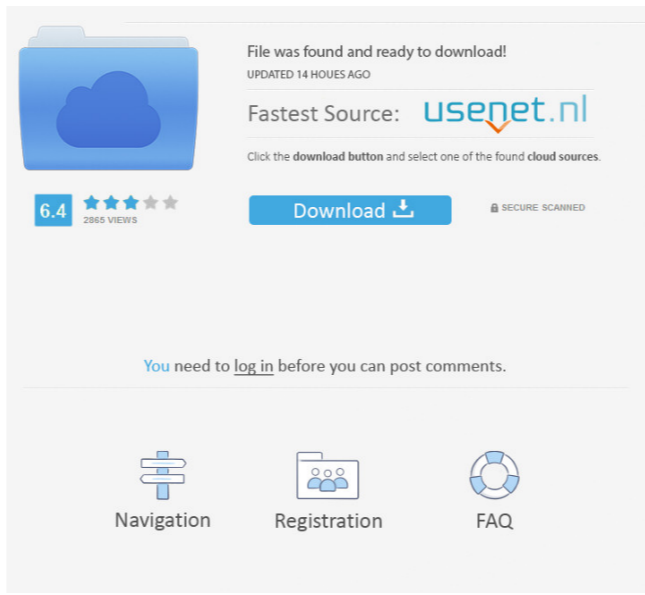 File was found and ready to download!
UPDATED 14 HOUES AGO
Fastest Source: usenet.nl
Click the download button and select one of the found cloud sources.
6.4
2865 VIEWS
Download
SECURE SCANNED
You need to log in before you can post comments.
Navigation
Registration
FAQ